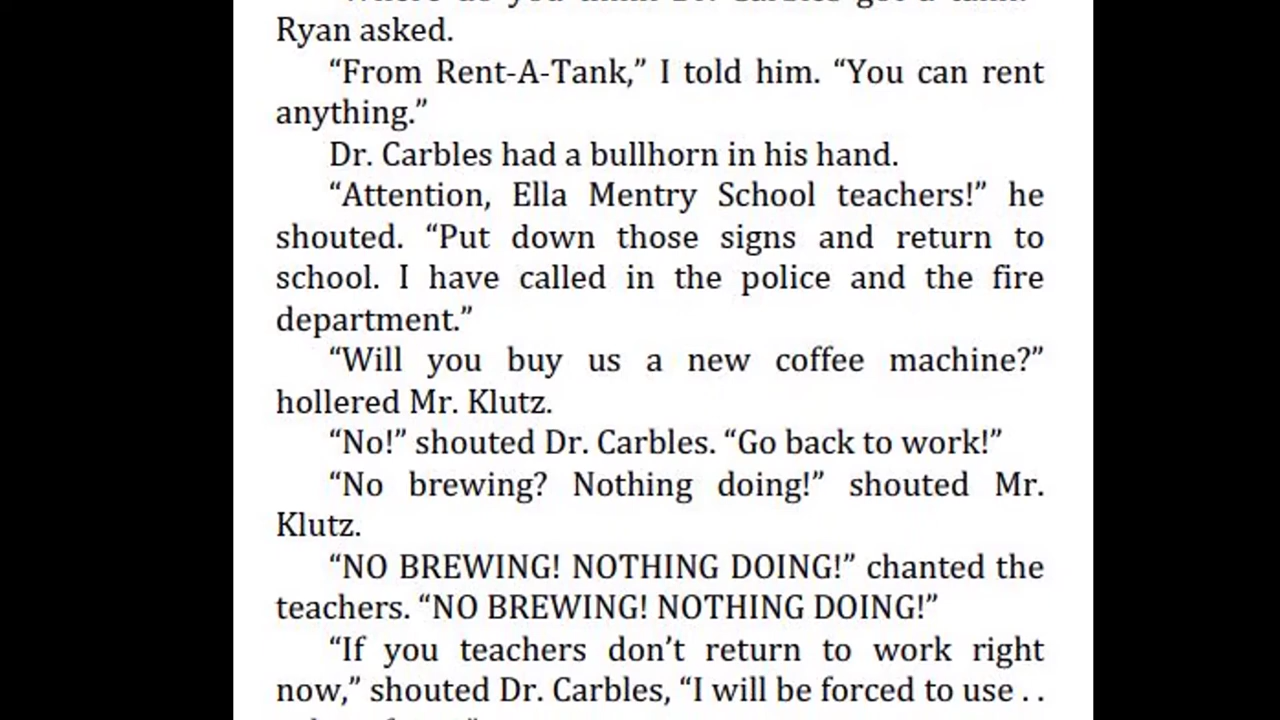 Ryan asked.
“From Rent-A-Tank,” I told him. “You can rent
anything.”
Dr. Carbles had a bullhorn in his hand.
“Attention, Ella Mentry School teachers!” he
shouted. “Put down those signs and return to
school. I have called in the police and the fire
department.”
“Will you buy us a new coffee machine?”
hollered Mr. Klutz.
“No!” shouted Dr. Carbles. “Go back to work!”
“No brewing? Nothing doing!” shouted Mr.
Klutz.
“NO BREWING! NOTHING DOING!” chanted the
teachers. “NO BREWING! NOTHING DOING!”
“If you teachers don’t return to work right
now,” shouted Dr. Carbles, “I will be forced to use . .